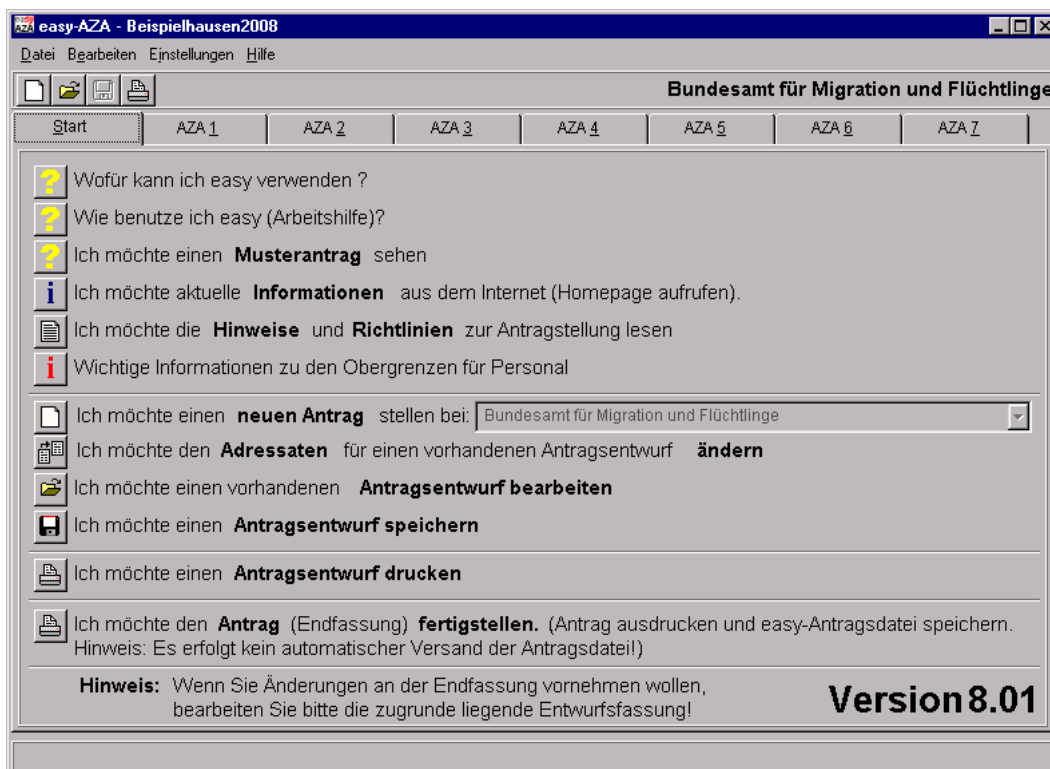 easy-AZA - Beispielhausen2008
Datei Bearbeiten Einstellungen Hilfe
Bundesamt für Migration und Flüchtlinge
Start AZA 1 AZA 2 AZA 3 AZA 4 AZA 5 AZA 6 AZA 7
? Wofür kann ich easy verwenden ?
? Wie benutze ich easy (Arbeitshilfe)?
? Ich möchte einen Musterantrag sehen
i Ich möchte aktuelle Informationen aus dem Internet (Homepage aufrufen).
Ich möchte die Hinweise und Richtlinien zur Antragstellung lesen
i Wichtige Informationen zu den Obergrenzen für Personal
Ich möchte einen neuen Antrag stellen bei: Bundesamt für Migration und Flüchtlinge
Ich möchte den Adressaten für einen vorhandenen Antragsentwurf ändern
Ich möchte einen vorhandenen Antragsentwurf bearbeiten
Ich möchte einen Antragsentwurf speichern
Ich möchte einen Antragsentwurf drucken
Ich möchte den Antrag (Endfassung) fertigstellen. (Antrag ausdrucken und easy-Antragsdatei speichern.
Hinweis: Es erfolgt kein automatischer Versand der Antragsdatei!)
Hinweis: Wenn Sie Änderungen an der Endfassung vornehmen wollen,
bearbeiten Sie bitte die zugrunde liegende Entwurfsfassung!
Version 8.01